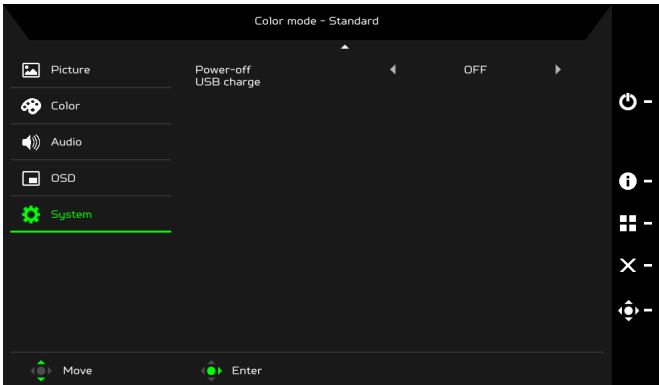 Color mode - Standard
Picture
Power-off
USB charge
OFF
Color
Audio
OSD
System
Move
Enter